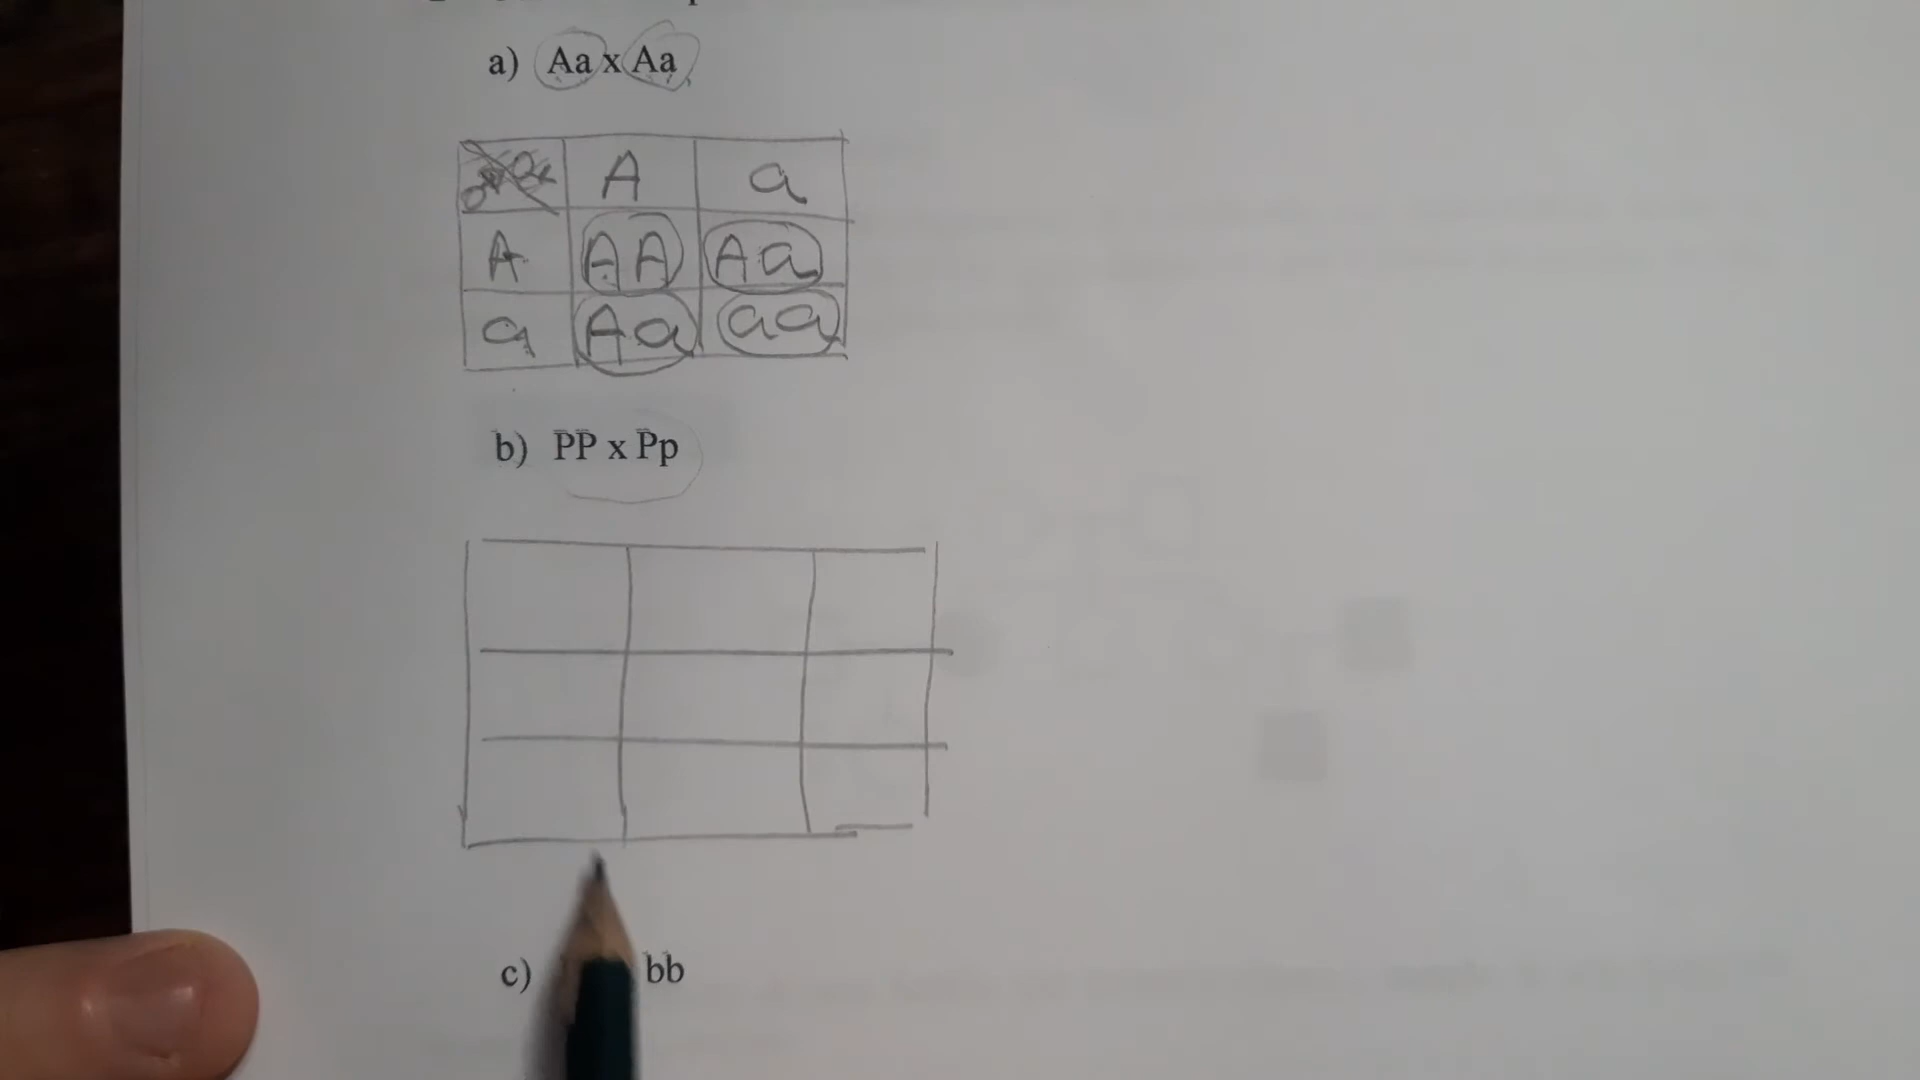 a) Aa x Aa
A a
A AA Aa
a Aa aa
b) PP x Pp
c) bb